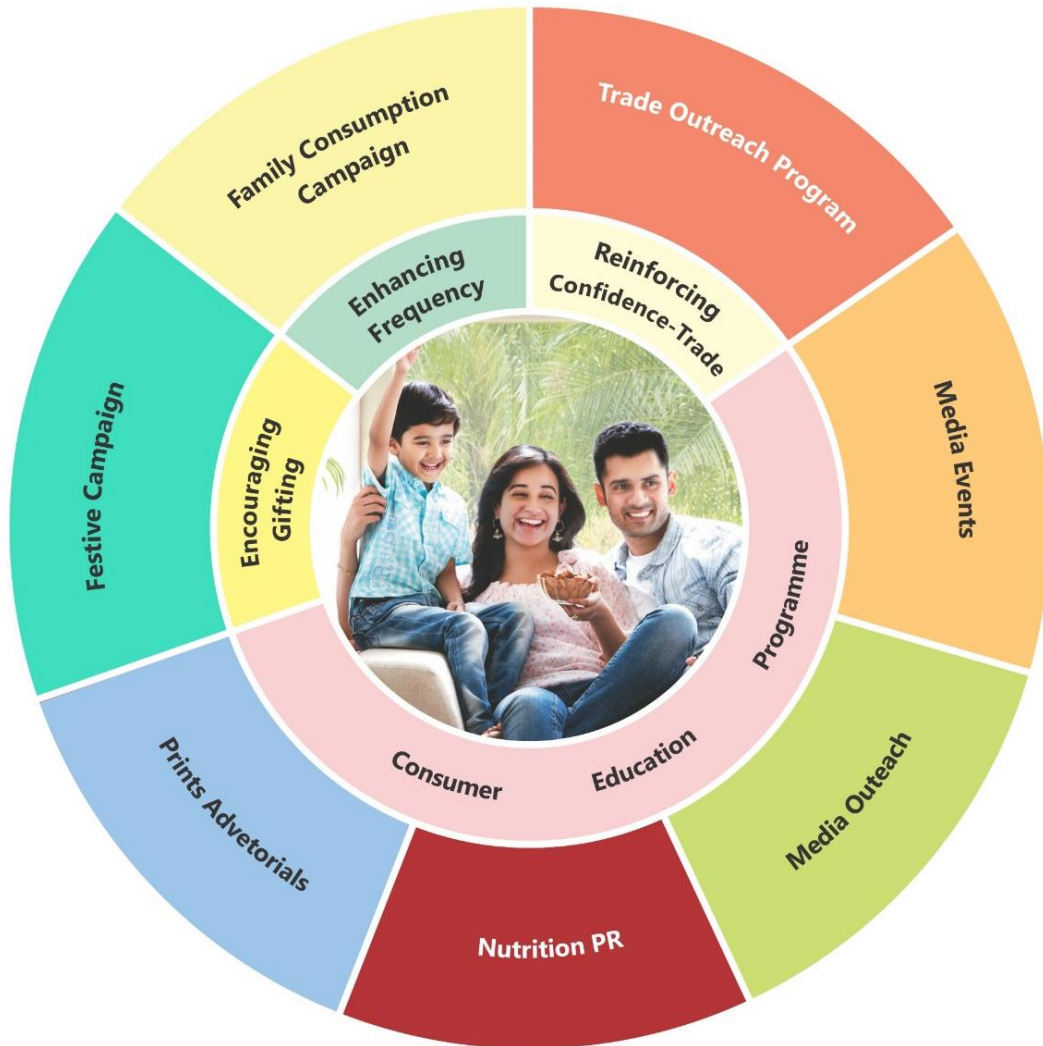 Family Consumption
Campaign
Trade Outreach Program
Media Events
Media Outeach
Nutrition PR
Prints Advetorials
Festive Campaign
Enhancing
Frequency
Reinforcing
Confidence-Trade
Consumer Education Programme
Encouraging
Gifting